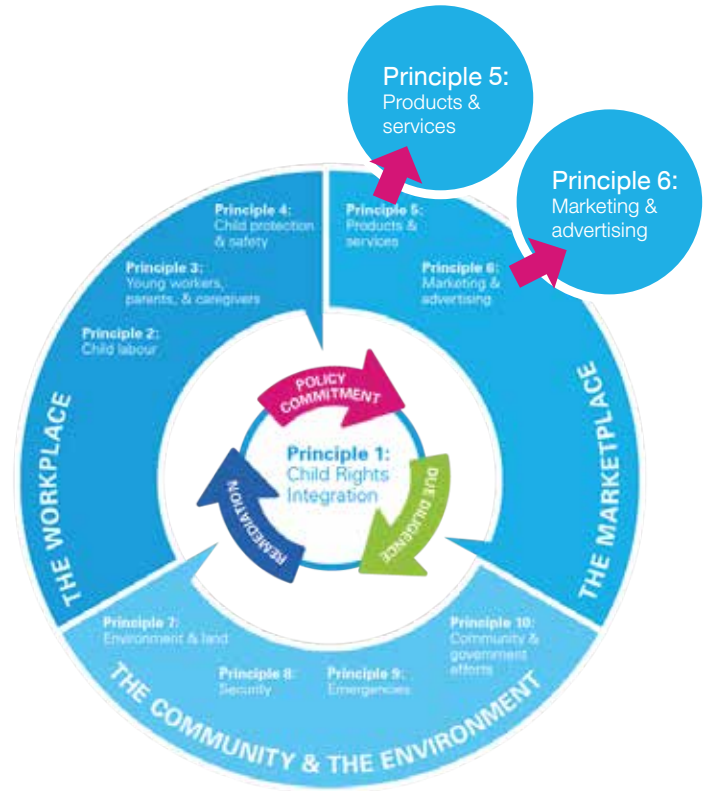 Principle 5:
Products &
services
Principle 6:
Marketing &
advertising
Principle 4:
Child protection
& safety
Principle 3:
Young workers,
parents, & caregivers
Principle 2:
Child labour
THE WORKPLACE
Principle 5:
Products &
services
Principle 6:
Marketing &
advertising
THE MARKETPLACE
POLICY
COMMITMENT
Principle 1:
Child Rights
Integration
DUE DILIGENCE
REMEDIATION
Principle 7:
Environment & land
Principle 8:
Security
Principle 9:
Emergencies
Principle 10:
Community &
government
efforts
THE COMMUNITY & THE ENVIRONMENT